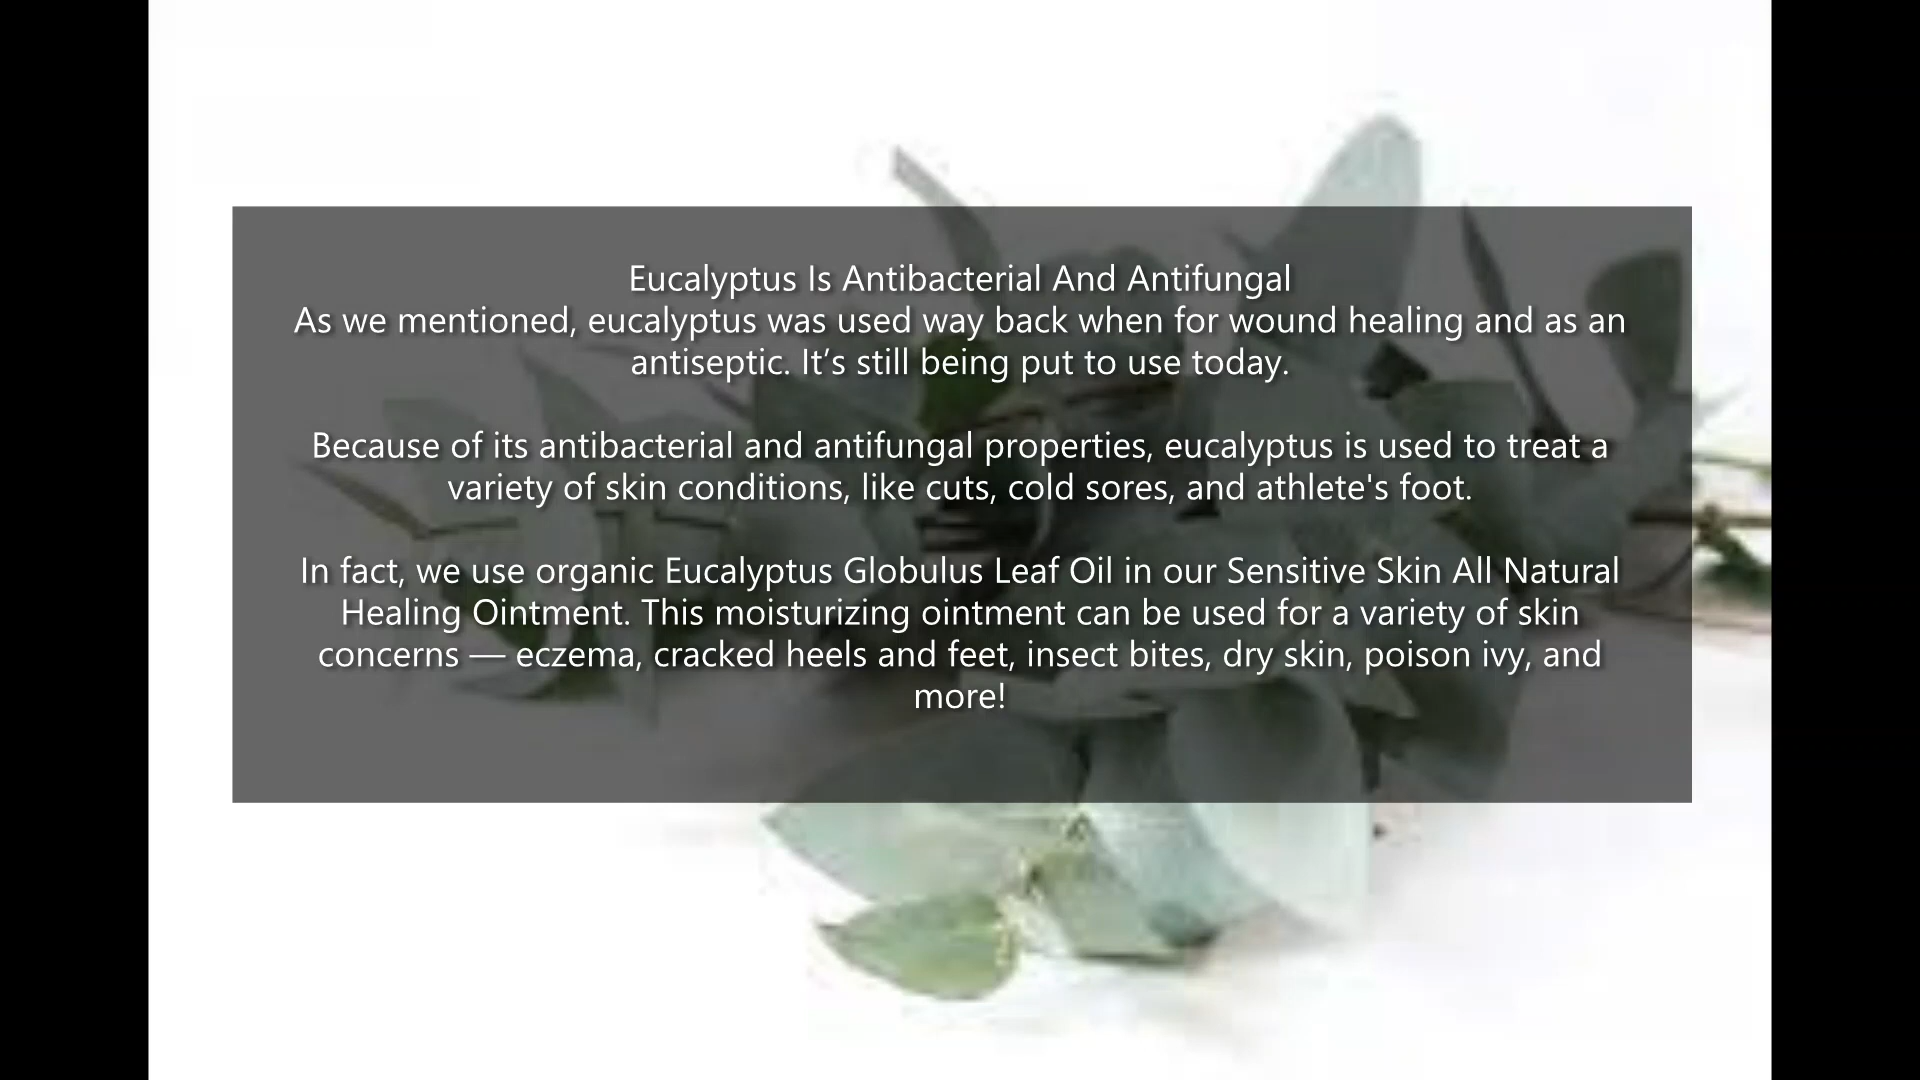 Eucalyptus Is Antibacterial And Antifungal
As we mentioned, eucalyptus was used way back when for wound healing and as an
antiseptic. It’s still being put to use today.
Because of its antibacterial and antifungal properties, eucalyptus is used to treat a
variety of skin conditions, like cuts, cold sores, and athlete's foot.
In fact, we use organic Eucalyptus Globulus Leaf Oil in our Sensitive Skin All Natural
Healing Ointment. This moisturizing ointment can be used for a variety of skin
concerns — eczema, cracked heels and feet, insect bites, dry skin, poison ivy, and
more!